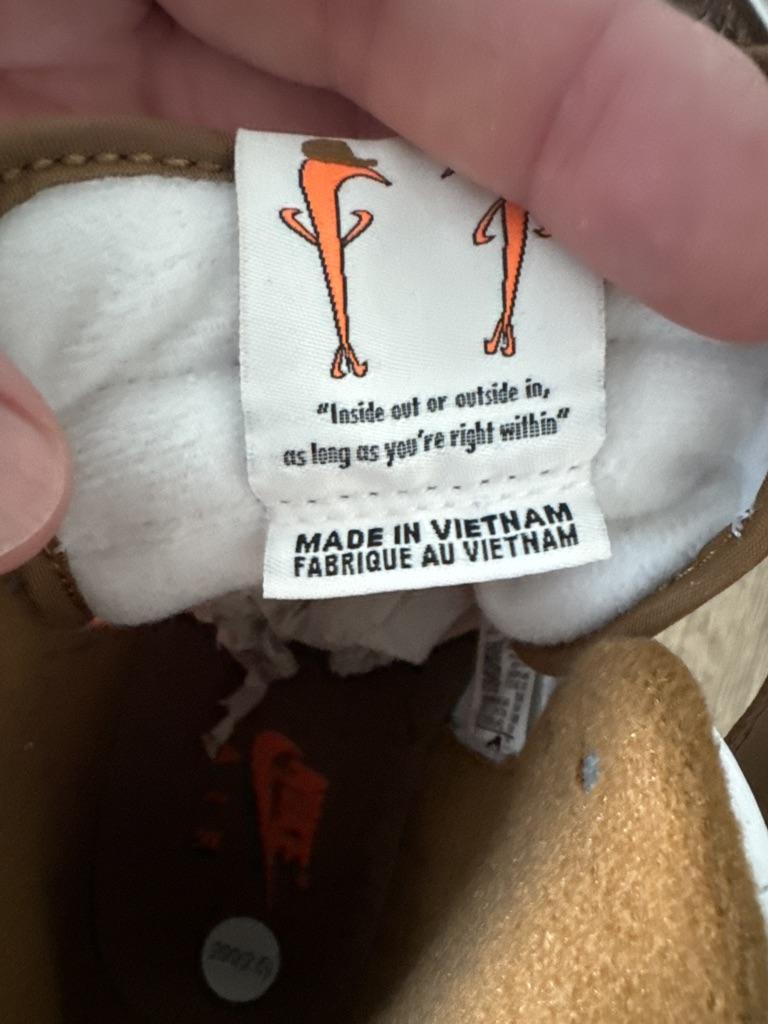 “Inside out or outside in,
as long as you're right within”
MADE IN VIETNAM
FABRIQUE AU VIETNAM